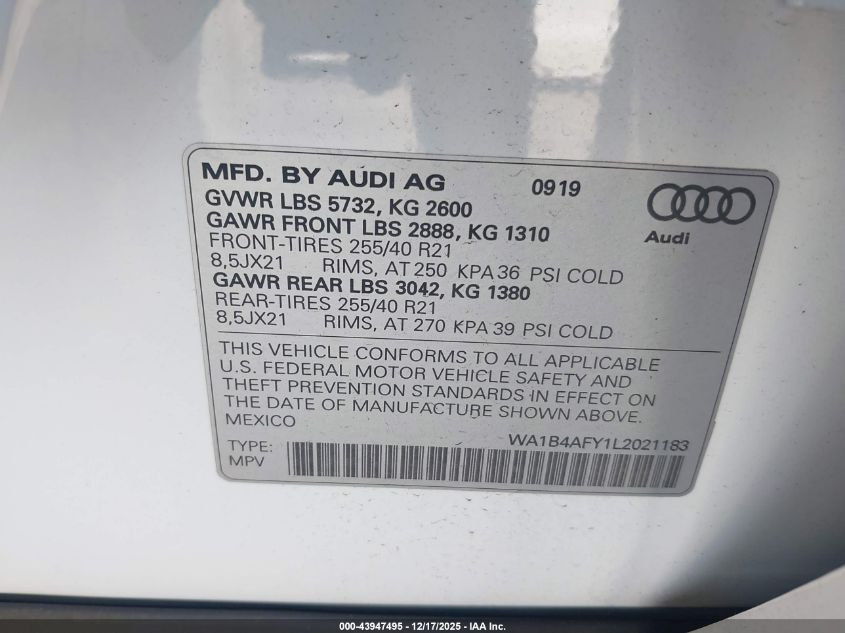 MFD. BY AUDI AG 0919
GVWR LBS 5732, KG 2600
GAWR FRONT LBS 2888, KG 1310
Audi
FRONT-TIRES 255/40 R21
8,5JX21 RIMS, AT 250 KPA 36 PSI COLD
GAWR REAR LBS 3042, KG 1380
REAR-TIRES 255/40 R21
8,5JX21 RIMS, AT 270 KPA 39 PSI COLD
THIS VEHICLE CONFORMS TO ALL APPLICABLE
U.S. FEDERAL MOTOR VEHICLE SAFETY AND
THEFT PREVENTION STANDARDS IN EFFECT ON
THE DATE OF MANUFACTURE SHOWN ABOVE.
MEXICO
WA1B4AFY1L2021183
TYPE:
MPV
000-43947495 - 12/17/2025 - IAA Inc.